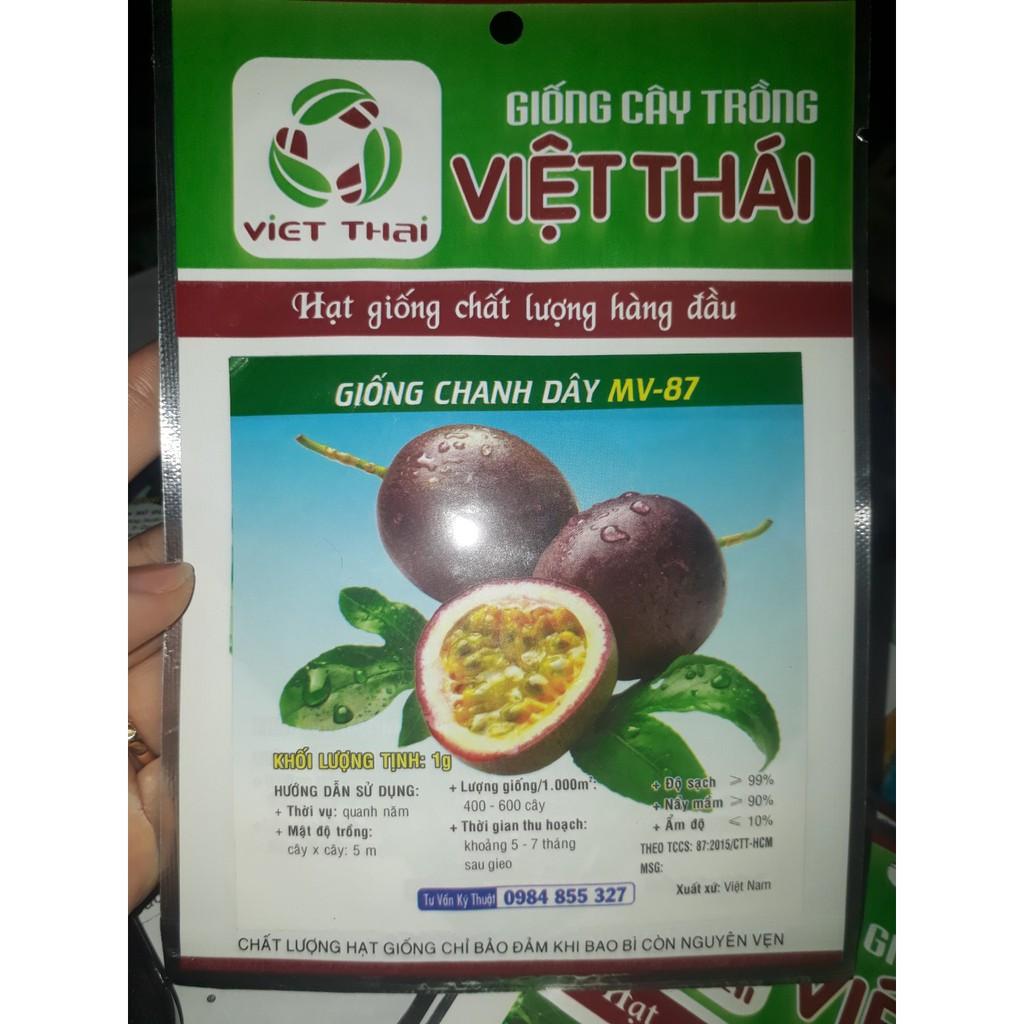 GIỐNG CÂY TRỒNG
VIỆT THÁI
VIET THAI
Hạt giống chất lượng hàng đầu
GIỐNG CHANH DÂY MV-87
KHỐI LƯỢNG TỊNH: 1g
HƯỚNG DẪN SỬ DỤNG:
+ Thời vụ: quanh năm
+ Mật độ trồng:
cây x cây: 5 m
+ Lượng giống/1.000m²:
400 - 600 cây
+ Thời gian thu hoạch:
khoảng 5 - 7 tháng
sau gieo
+ Độ sạch ⩾ 99%
+ Nảy mầm ⩾ 90%
+ Ẩm độ ⩽ 10%
THEO TCCS: 87:2015/CTT-HCM
MSG:
Xuất xứ: Việt Nam
Tư Vấn Kỹ Thuật 0984 855 327
CHẤT LƯỢNG HẠT GIỐNG CHỈ BẢO ĐẢM KHI BAO BÌ CÒN NGUYÊN VẸN
Hạt